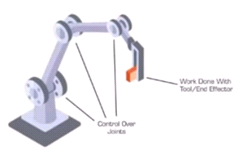 Work Done With
Tool/End Effector
Control Over
Joints